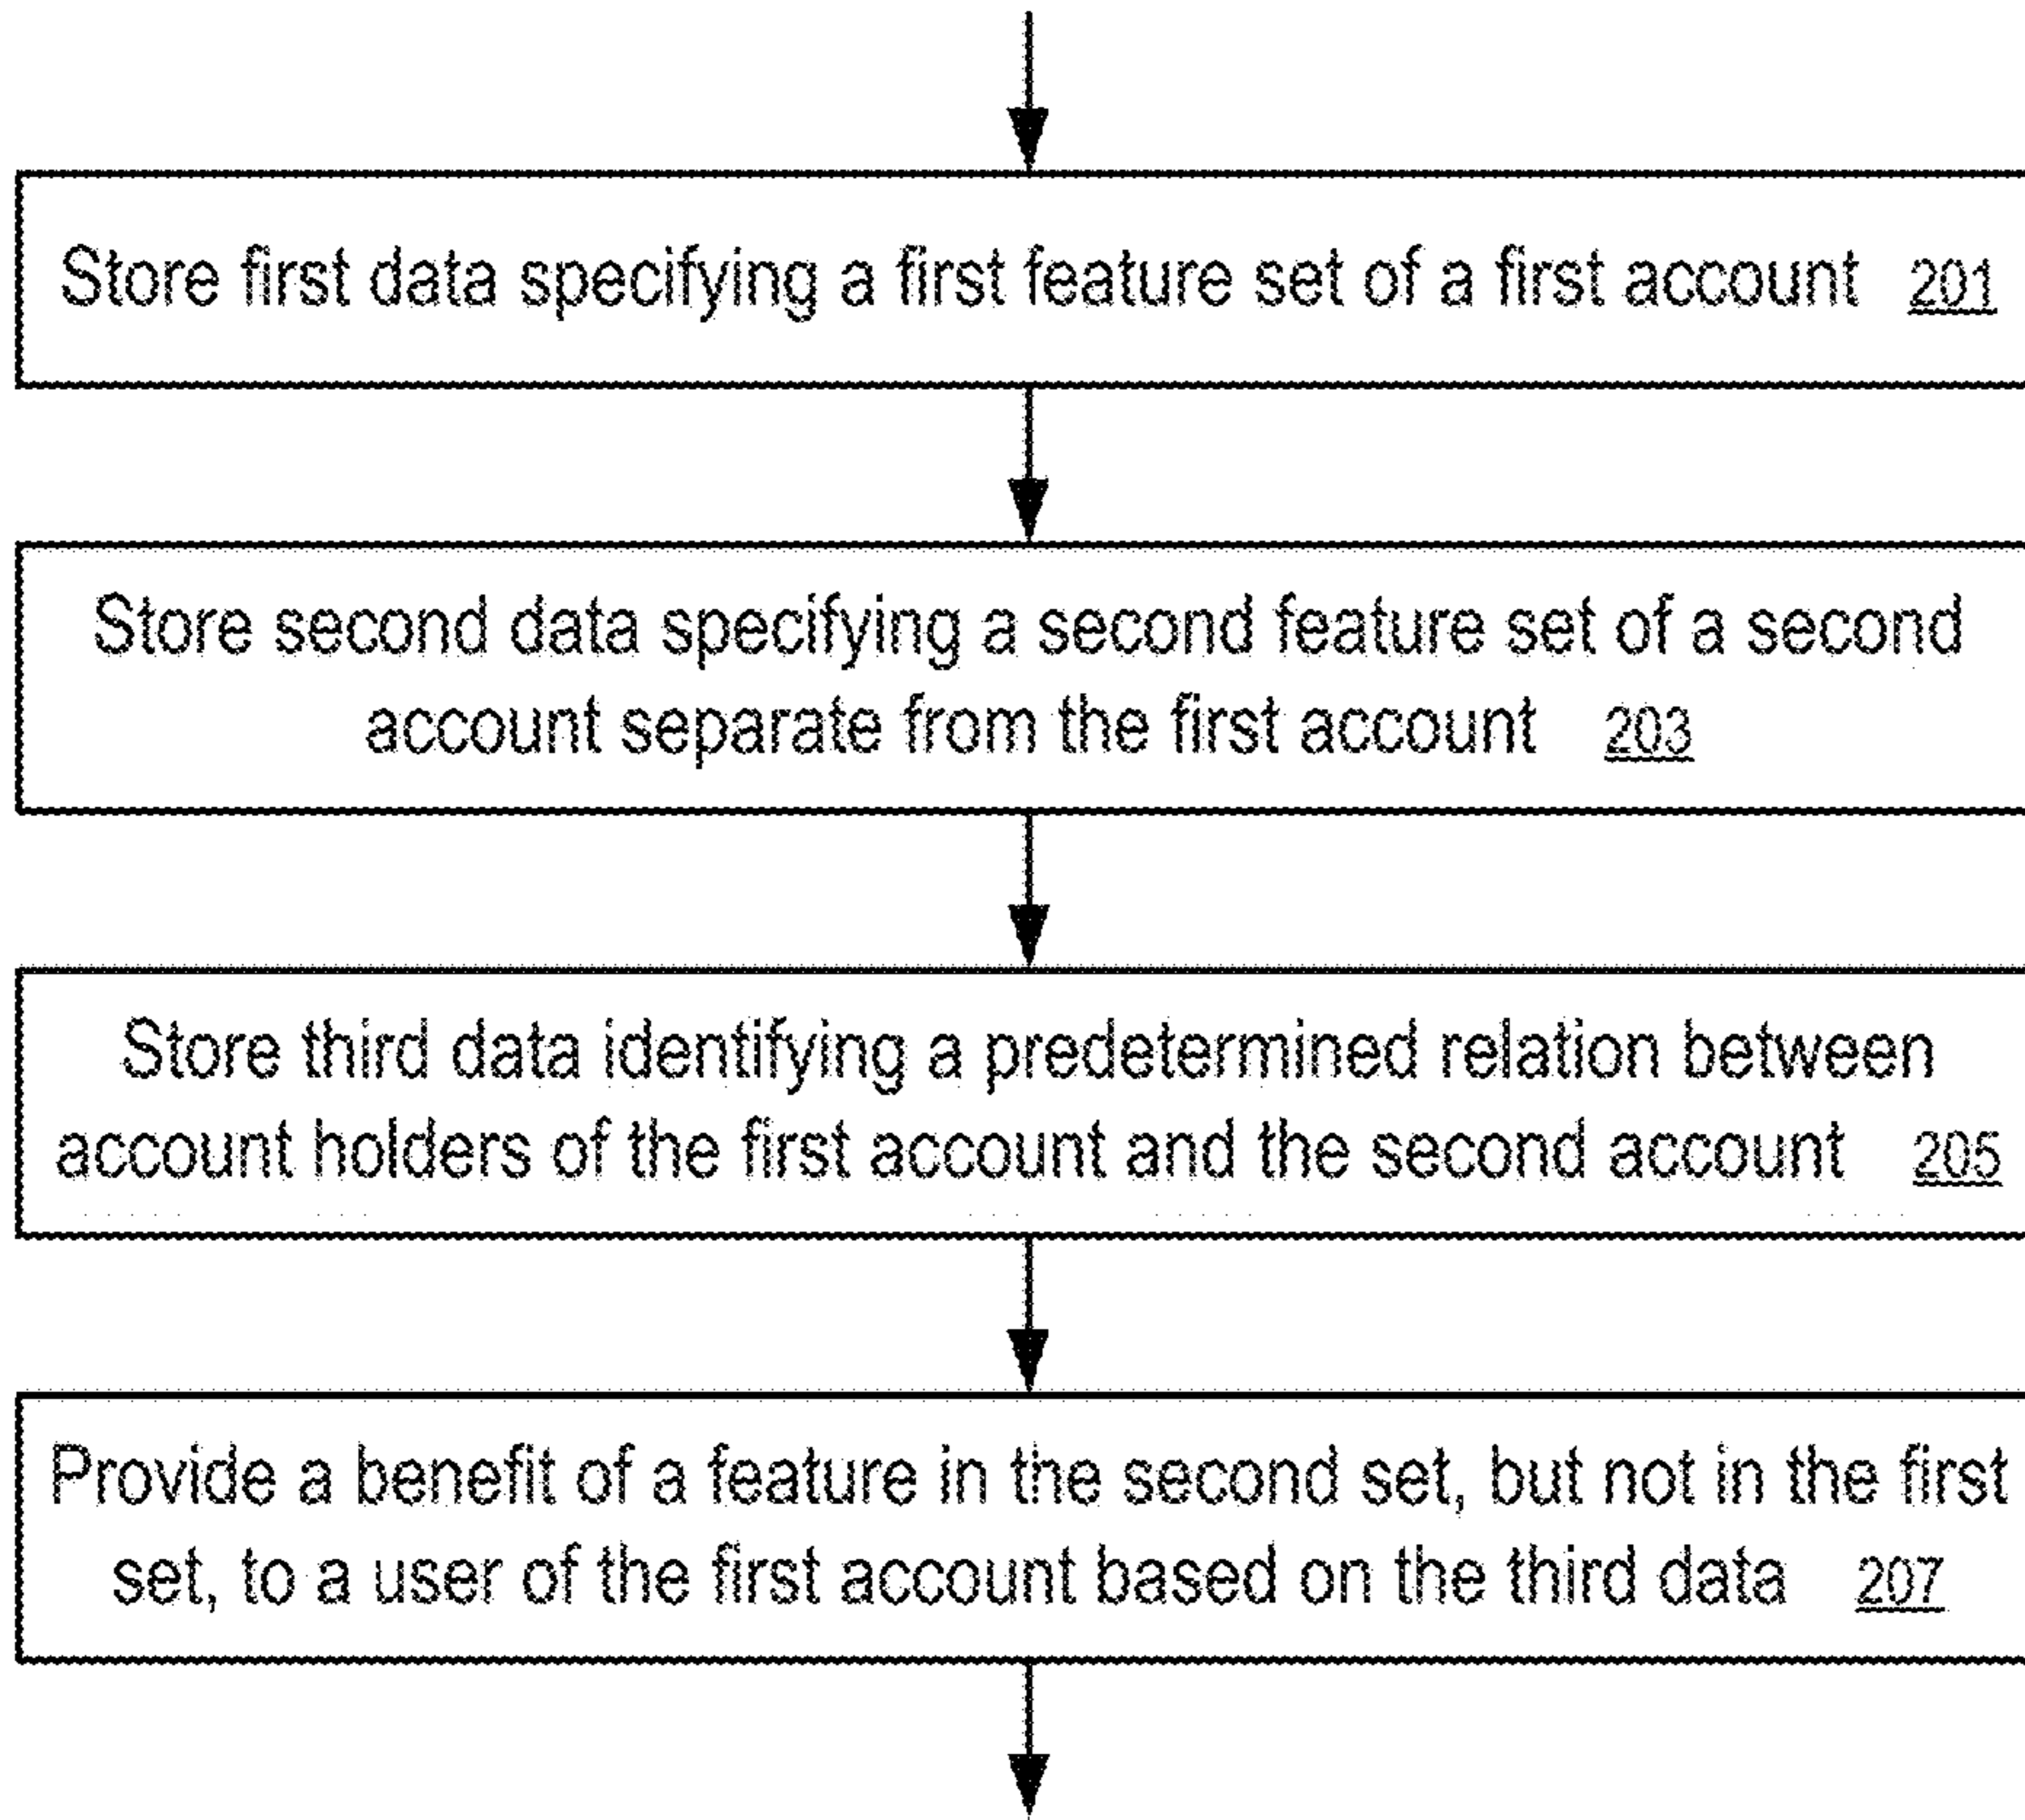 Store first data specifying a first feature set of a first account 201
Store second data specifying a second feature set of a second
account separate from the first account 203
Store third data identifying a predetermined relation between
account holders of the first account and the second account 205
Provide a benefit of a feature in the second set, but not in the first
set, to a user of the first account based on the third data 207